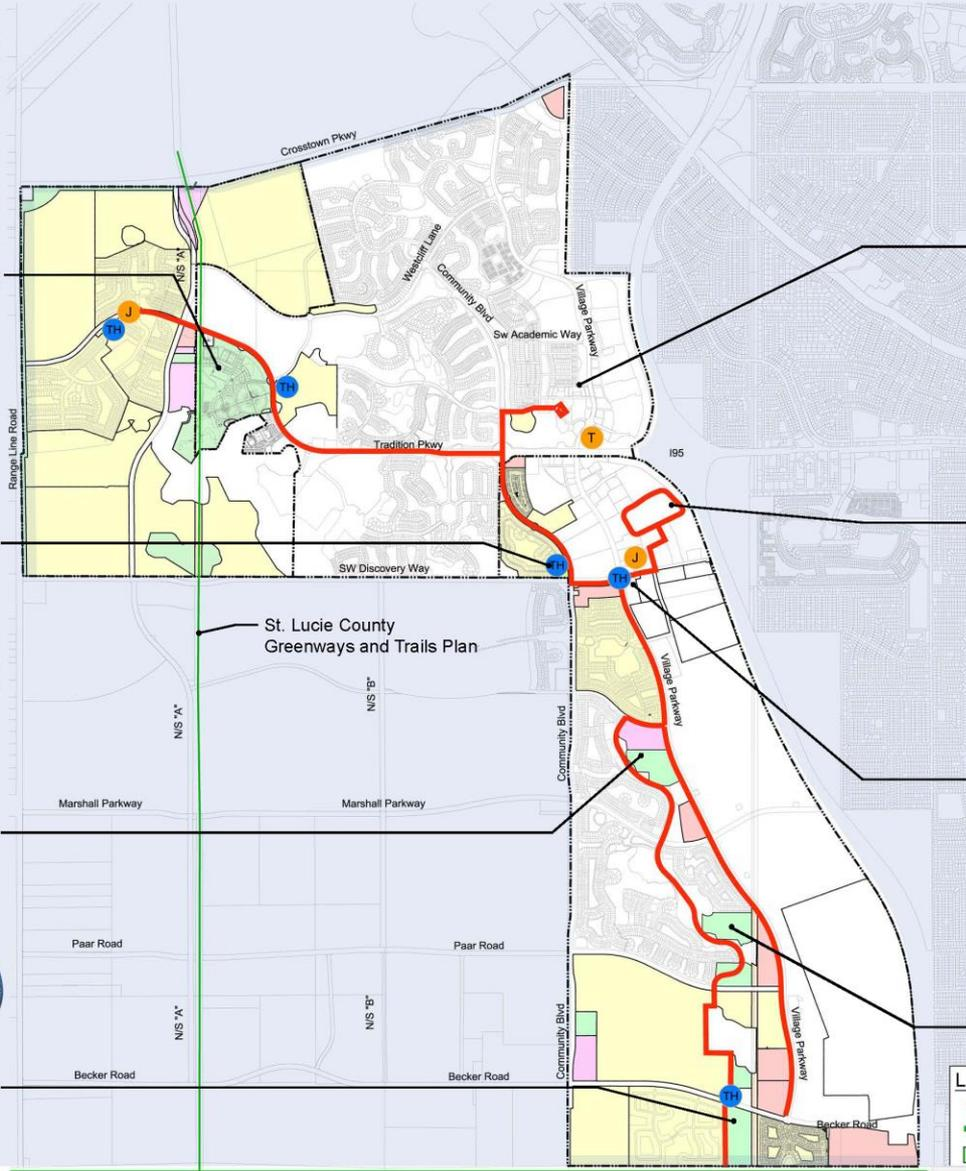 Crosstown Pkwy
Westcliff Lane
N/S "A"
Community Blvd
Village Parkway
J
TH
Sw Academic Way
TH
Range Line Road
Tradition Pkwy
T
I95
J
TH
SW Discovery Way
TH
St. Lucie County
Greenways and Trails Plan
Village Parkway
N/S "A"
N/S "B"
Community Blvd
Marshall Parkway
Marshall Parkway
Paar Road
Paar Road
N/S "A"
N/S "B"
Community Blvd
Village Parkway
Becker Road
Becker Road
L
TH
Becker Road